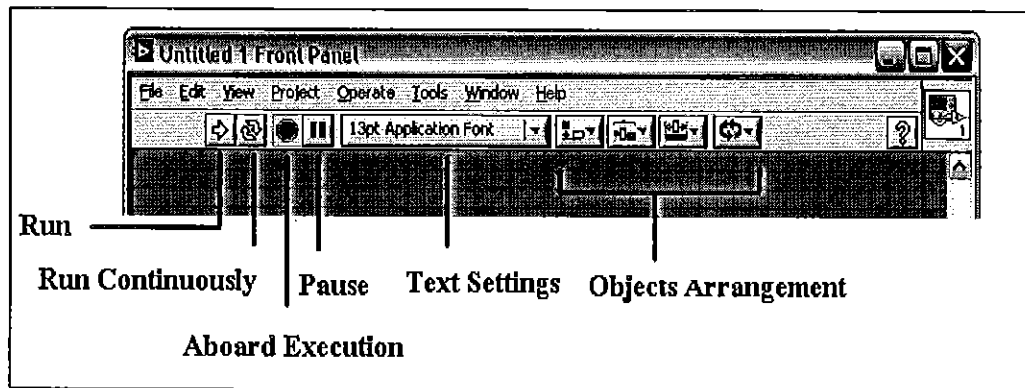 Untitled 1 Front Panel
File Edit View Project Operate Tools Window Help
13pt Application Font
?
1
Run
Run Continuously
Pause
Text Settings
Objects Arrangement
Aboard Execution